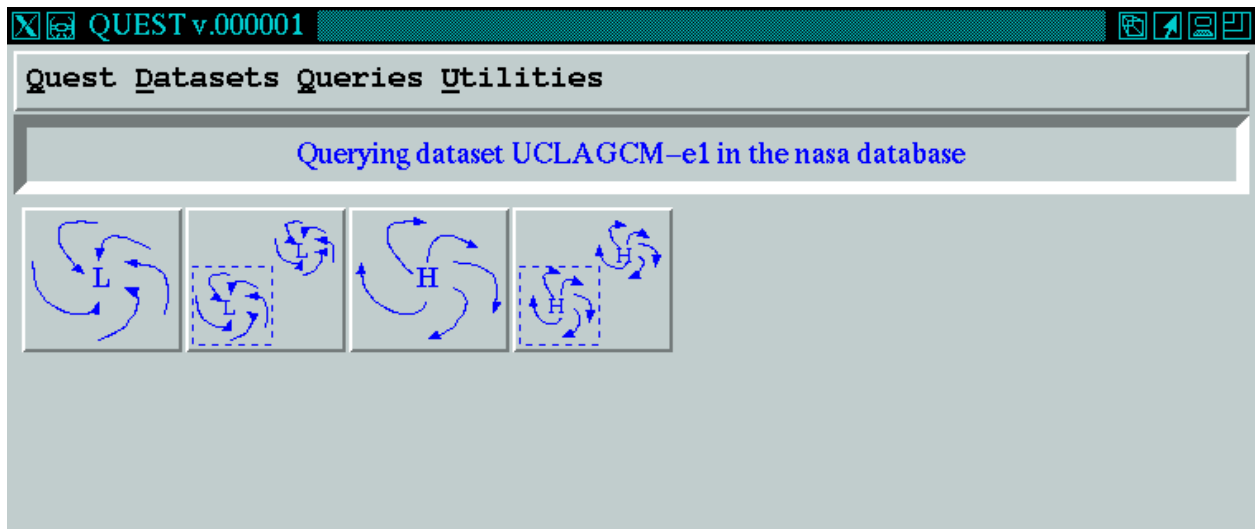 QUEST v.000001
Quest Datasets Queries Utilities
Querying dataset UCLAGCM–e1 in the nasa database
L L L H H H